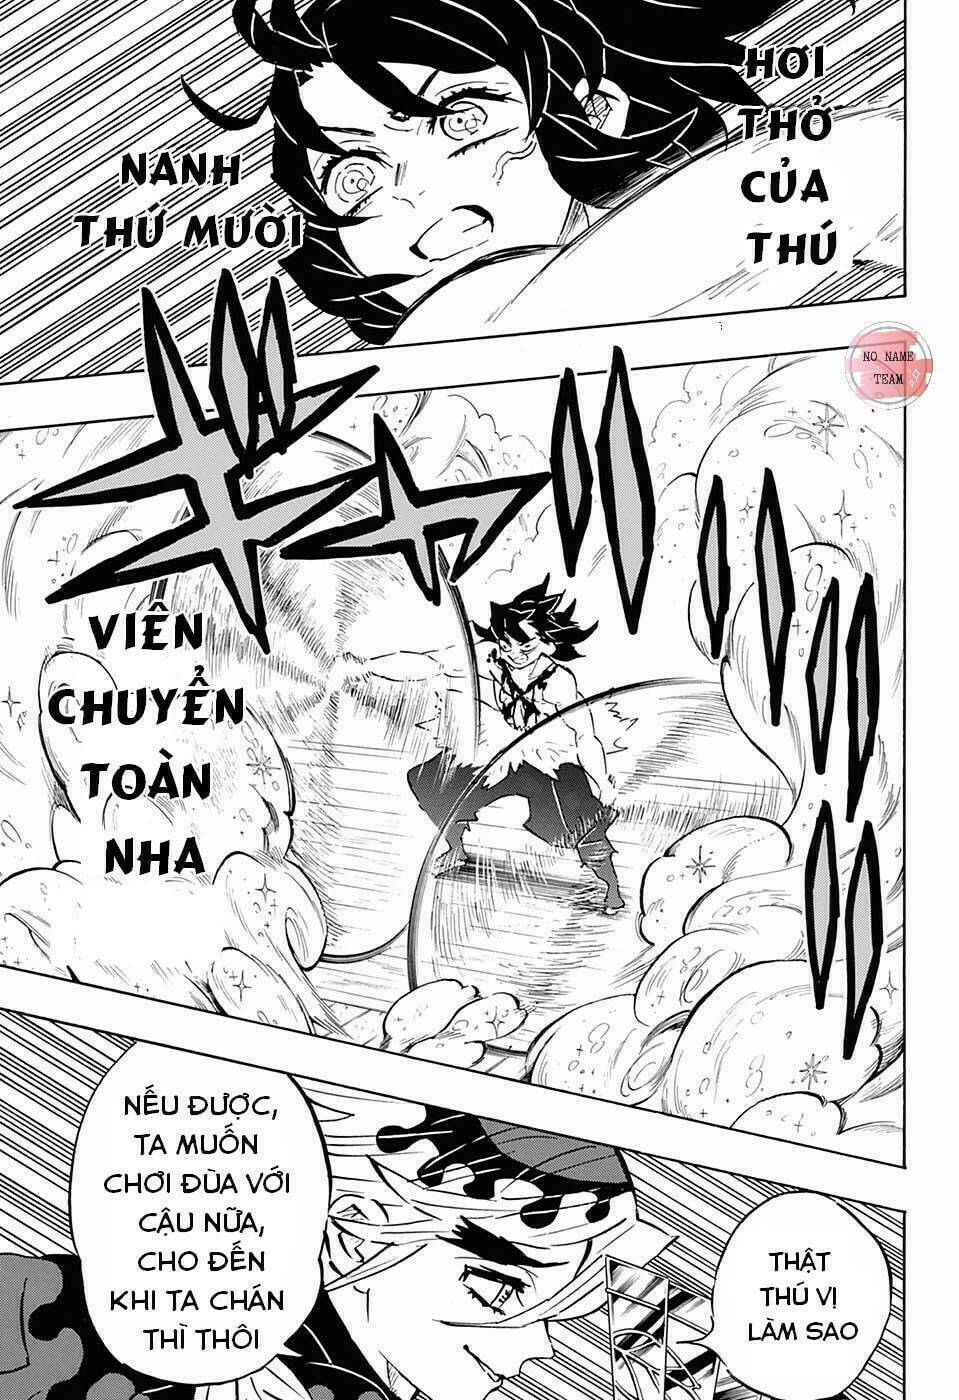 HƠI
THỞ
CỦA
THÚ
NANH
THỨ MƯỜI
NO NAME
TEAM
VIÊN
CHUYỂN
TOÀN
NHA
THẬT
THÚ VỊ
LÀM SAO
NẾU ĐƯỢC,
TA MUỐN
CHƠI ĐÙA VỚI
CẬU NỮA,
CHO ĐẾN
KHI TA CHÁN
THÌ THÔI